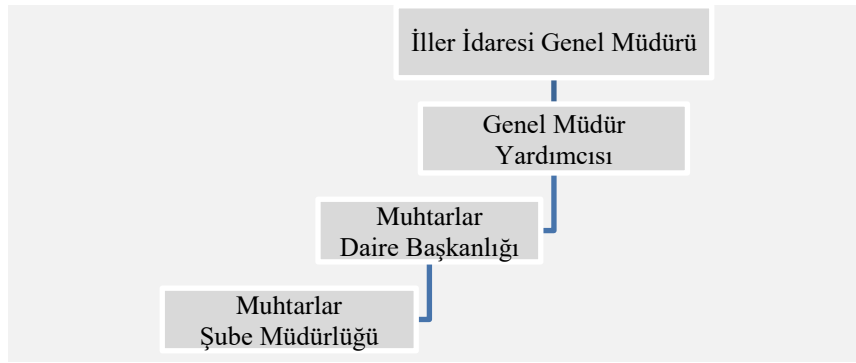 İller İdaresi Genel Müdürü
Genel Müdür
Yardımcısı
Muhtarlar
Daire Başkanlığı
Muhtarlar
Şube Müdürlüğü